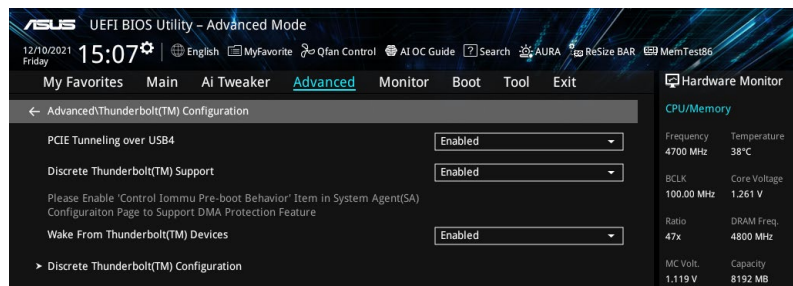 ASUS UEFI BIOS Utility – Advanced Mode
12/10/2021 Friday 15:07 English MyFavorite Qfan Control AI OC Guide ? Search AURA ReSize BAR MemTest86
My Favorites Main Ai Tweaker Advanced Monitor Boot Tool Exit
Hardware Monitor
← Advanced\Thunderbolt(TM) Configuration
PCIE Tunneling over USB4 Enabled
Discrete Thunderbolt(TM) Support Enabled
Please Enable 'Control Iommu Pre-boot Behavior' Item in System Agent(SA)
Configuraiton Page to Support DMA Protection Feature
Wake From Thunderbolt(TM) Devices Enabled
> Discrete Thunderbolt(TM) Configuration
CPU/Memory
Frequency Temperature
4700 MHz 38°C
BCLK Core Voltage
100.00 MHz 1.261 V
Ratio DRAM Freq.
47x 4800 MHz
MC Volt. Capacity
1.119 V 8192 MB